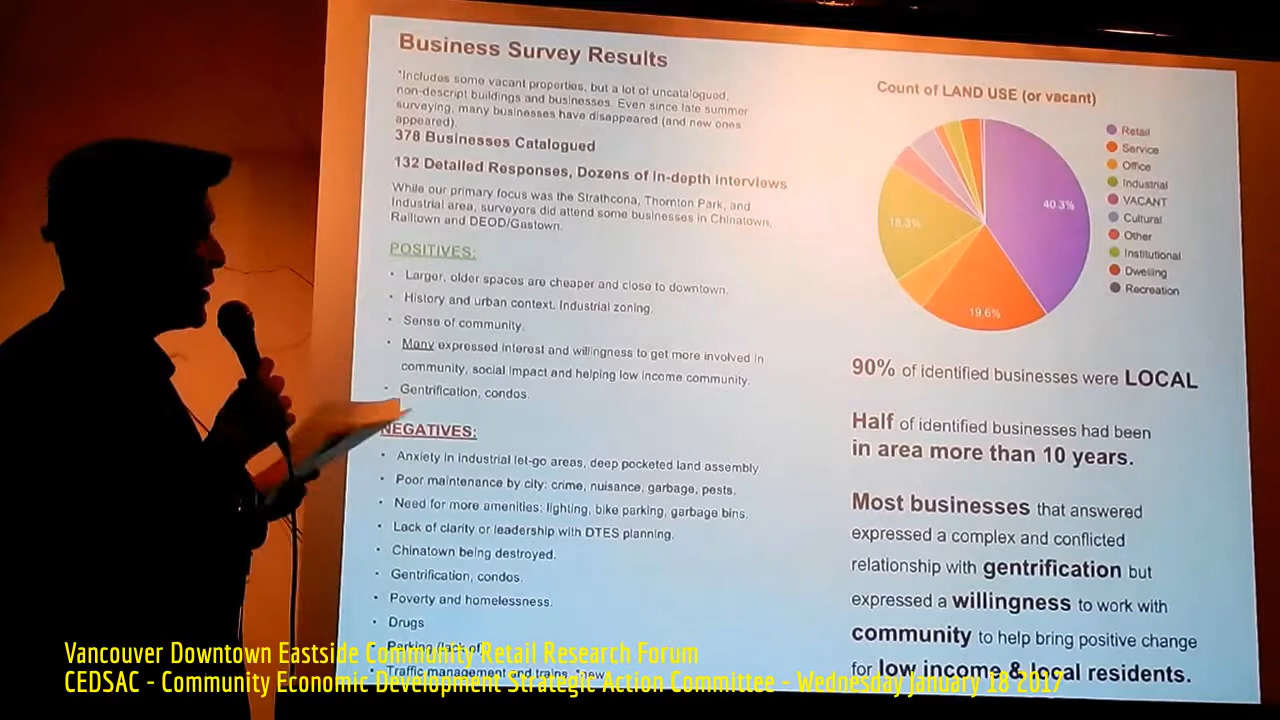 Business Survey Results
*Includes some vacant properties, but a lot of uncatalogued,
non-descript buildings and businesses. Even since late summer
surveying, many businesses have disappeared (and new ones
appeared).
378 Businesses Catalogued
132 Detailed Responses, Dozens of In-depth Interviews
While our primary focus was the Strathcona, Thornton Park, and
Industrial area, surveyors did attend some businesses in Chinatown,
Railtown and DEOD/Gastown.
POSITIVES:
• Larger, older spaces are cheaper and close to downtown.
• History and urban context. Industrial zoning.
• Sense of community.
• Many expressed interest and willingness to get more involved in
community, social impact and helping low income community.
• Gentrification, condos.
NEGATIVES:
• Anxiety in industrial let-go areas, deep pocketed land assembly
• Poor maintenance by city: crime, nuisance, garbage, pests.
• Need for more amenities: lighting, bike parking, garbage bins.
• Lack of clarity or leadership with DTES planning.
• Chinatown being destroyed.
• Gentrification, condos.
• Poverty and homelessness.
• Drugs
• Parking (lack of)
• Traffic management and trains.
Count of LAND USE (or vacant)
40.3%
18.3%
19.6%
Retail
Service
Office
Industrial
VACANT
Cultural
Other
Institutional
Dwelling
Recreation
90% of identified businesses were LOCAL
Half of identified businesses had been
in area more than 10 years.
Most businesses that answered
expressed a complex and conflicted
relationship with gentrification but
expressed a willingness to work with
community to help bring positive change
for low income & local residents.
Vancouver Downtown Eastside Community Retail Research Forum
CEDSAC - Community Economic Development Strategic Action Committee - Wednesday January 18 2017